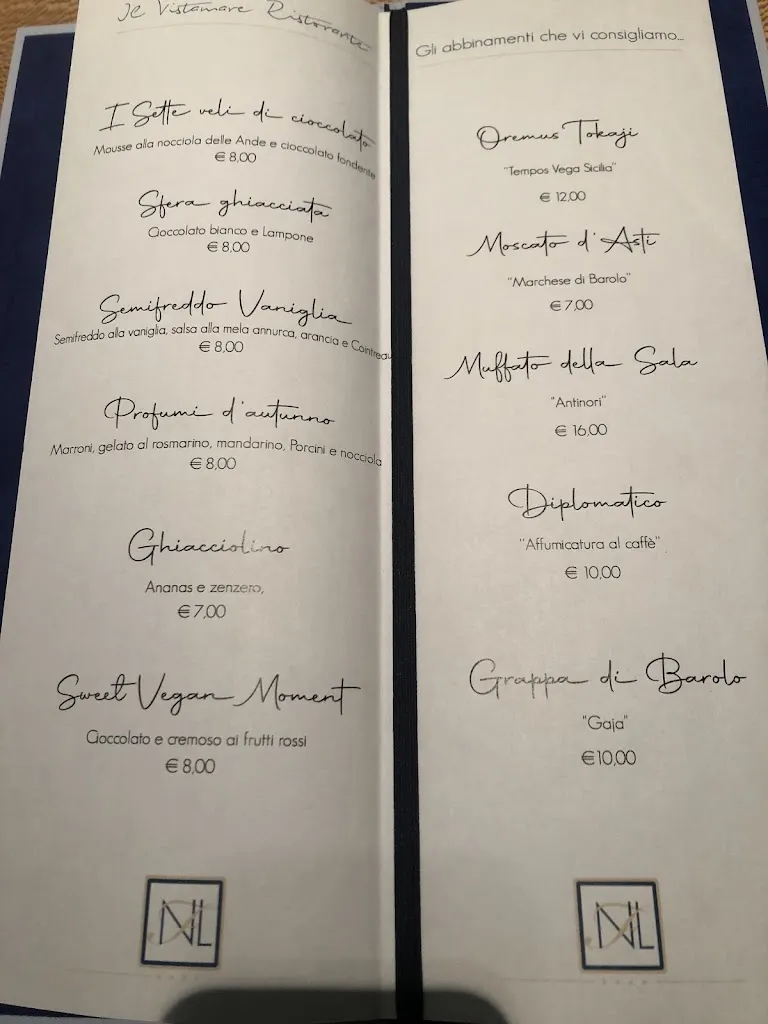 Il Vistamare Ristorante
I Sette veli di cioccolato
Mousse alla nocciola delle Ande e cioccolato fondente
€ 8,00
Sfera ghiacciata
Cioccolato bianco e Lampone
€ 8,00
Semifreddo Vaniglia
Semifreddo alla vaniglia, salsa alla mela annurca, arancia e Cointreau
€ 8,00
Profumi d'autunno
Marroni, gelato al rosmarino, mandarino, Porcini e nocciola
€ 8,00
Ghiacciolino
Ananas e zenzero,
€ 7,00
Sweet Vegan Moment
Cioccolato e cremoso ai frutti rossi
€ 8,00
NL
Gli abbinamenti che vi consigliamo...
Oremus Tokaji
"Tempos Vega Sicilia"
€ 12,00
Moscato d'Asti
"Marchese di Barolo"
€ 7,00
Muffato della Sala
"Antinori"
€ 16,00
Diplomatico
"Affumicatura al caffè"
€ 10,00
Grappa di Barolo
"Gaja"
€ 10,00
NL